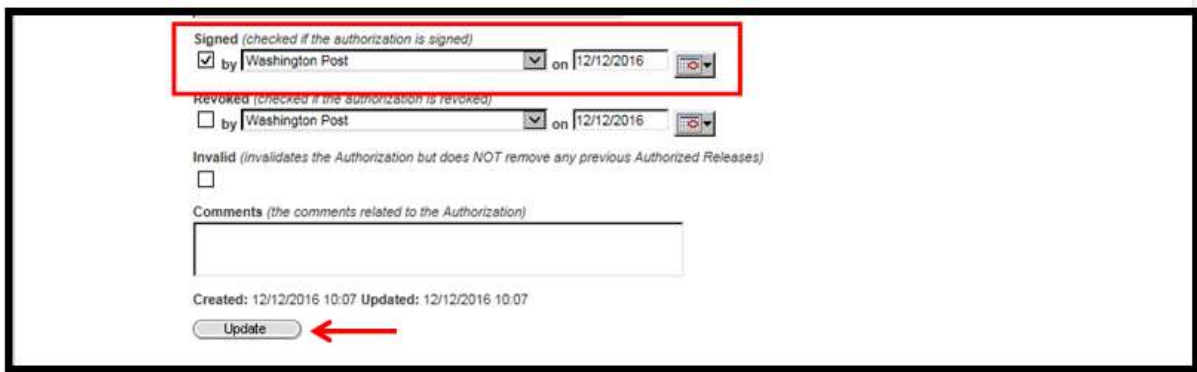 Signed (checked if the authorization is signed)
by Washington Post on 12/12/2016
Revoked (checked if the authorization is revoked)
by Washington Post on 12/12/2016
Invalid (invalidates the Authorization but does NOT remove any previous Authorized Releases)
Comments (the comments related to the Authorization)
Created: 12/12/2016 10:07 Updated: 12/12/2016 10:07
Update